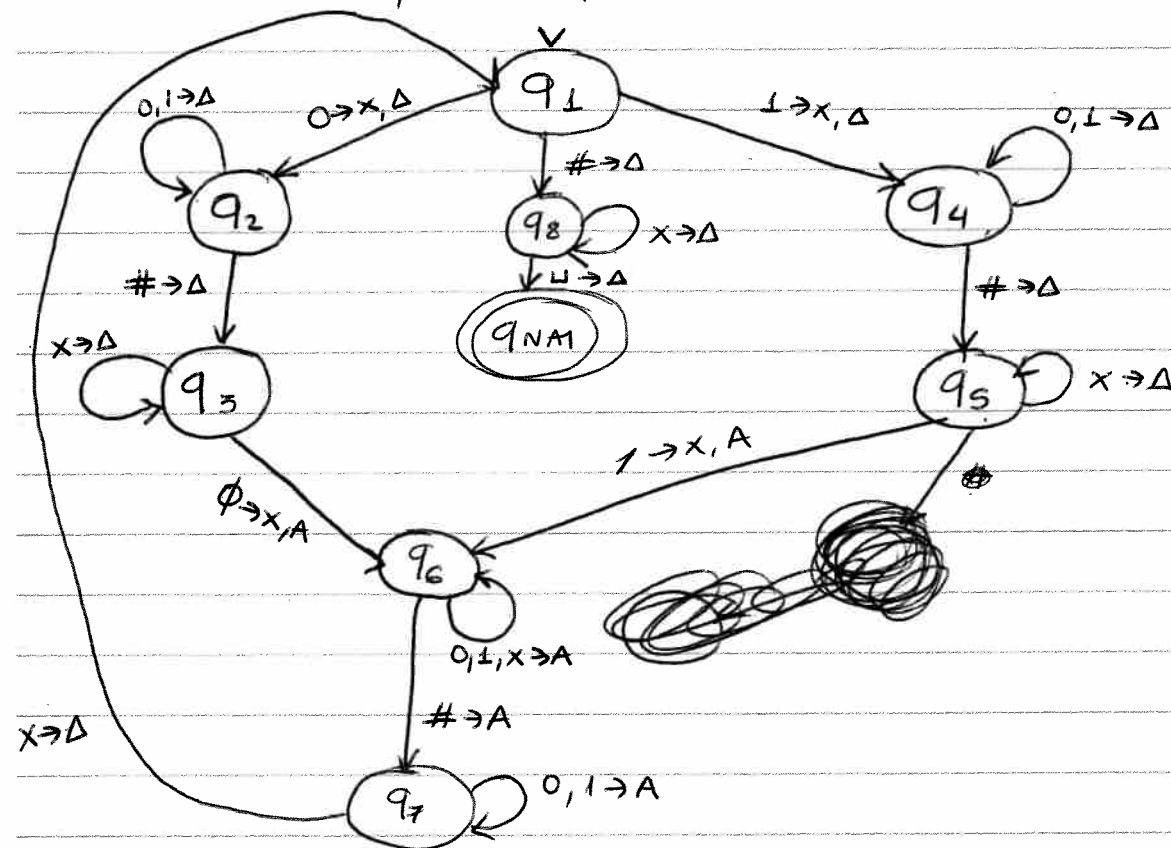 q1
0,1→Δ
0→x,Δ
1→x,Δ
0,1→Δ
#→Δ
q2
q8
x→Δ
q4
#→Δ
⊔→Δ
#→Δ
qΝΑΙ
x→Δ
q3
q5
x→Δ
1→x,Α
0→x,Α
q6
0,1,x→Α
#→Α
x→Δ
q7
0,1→Α